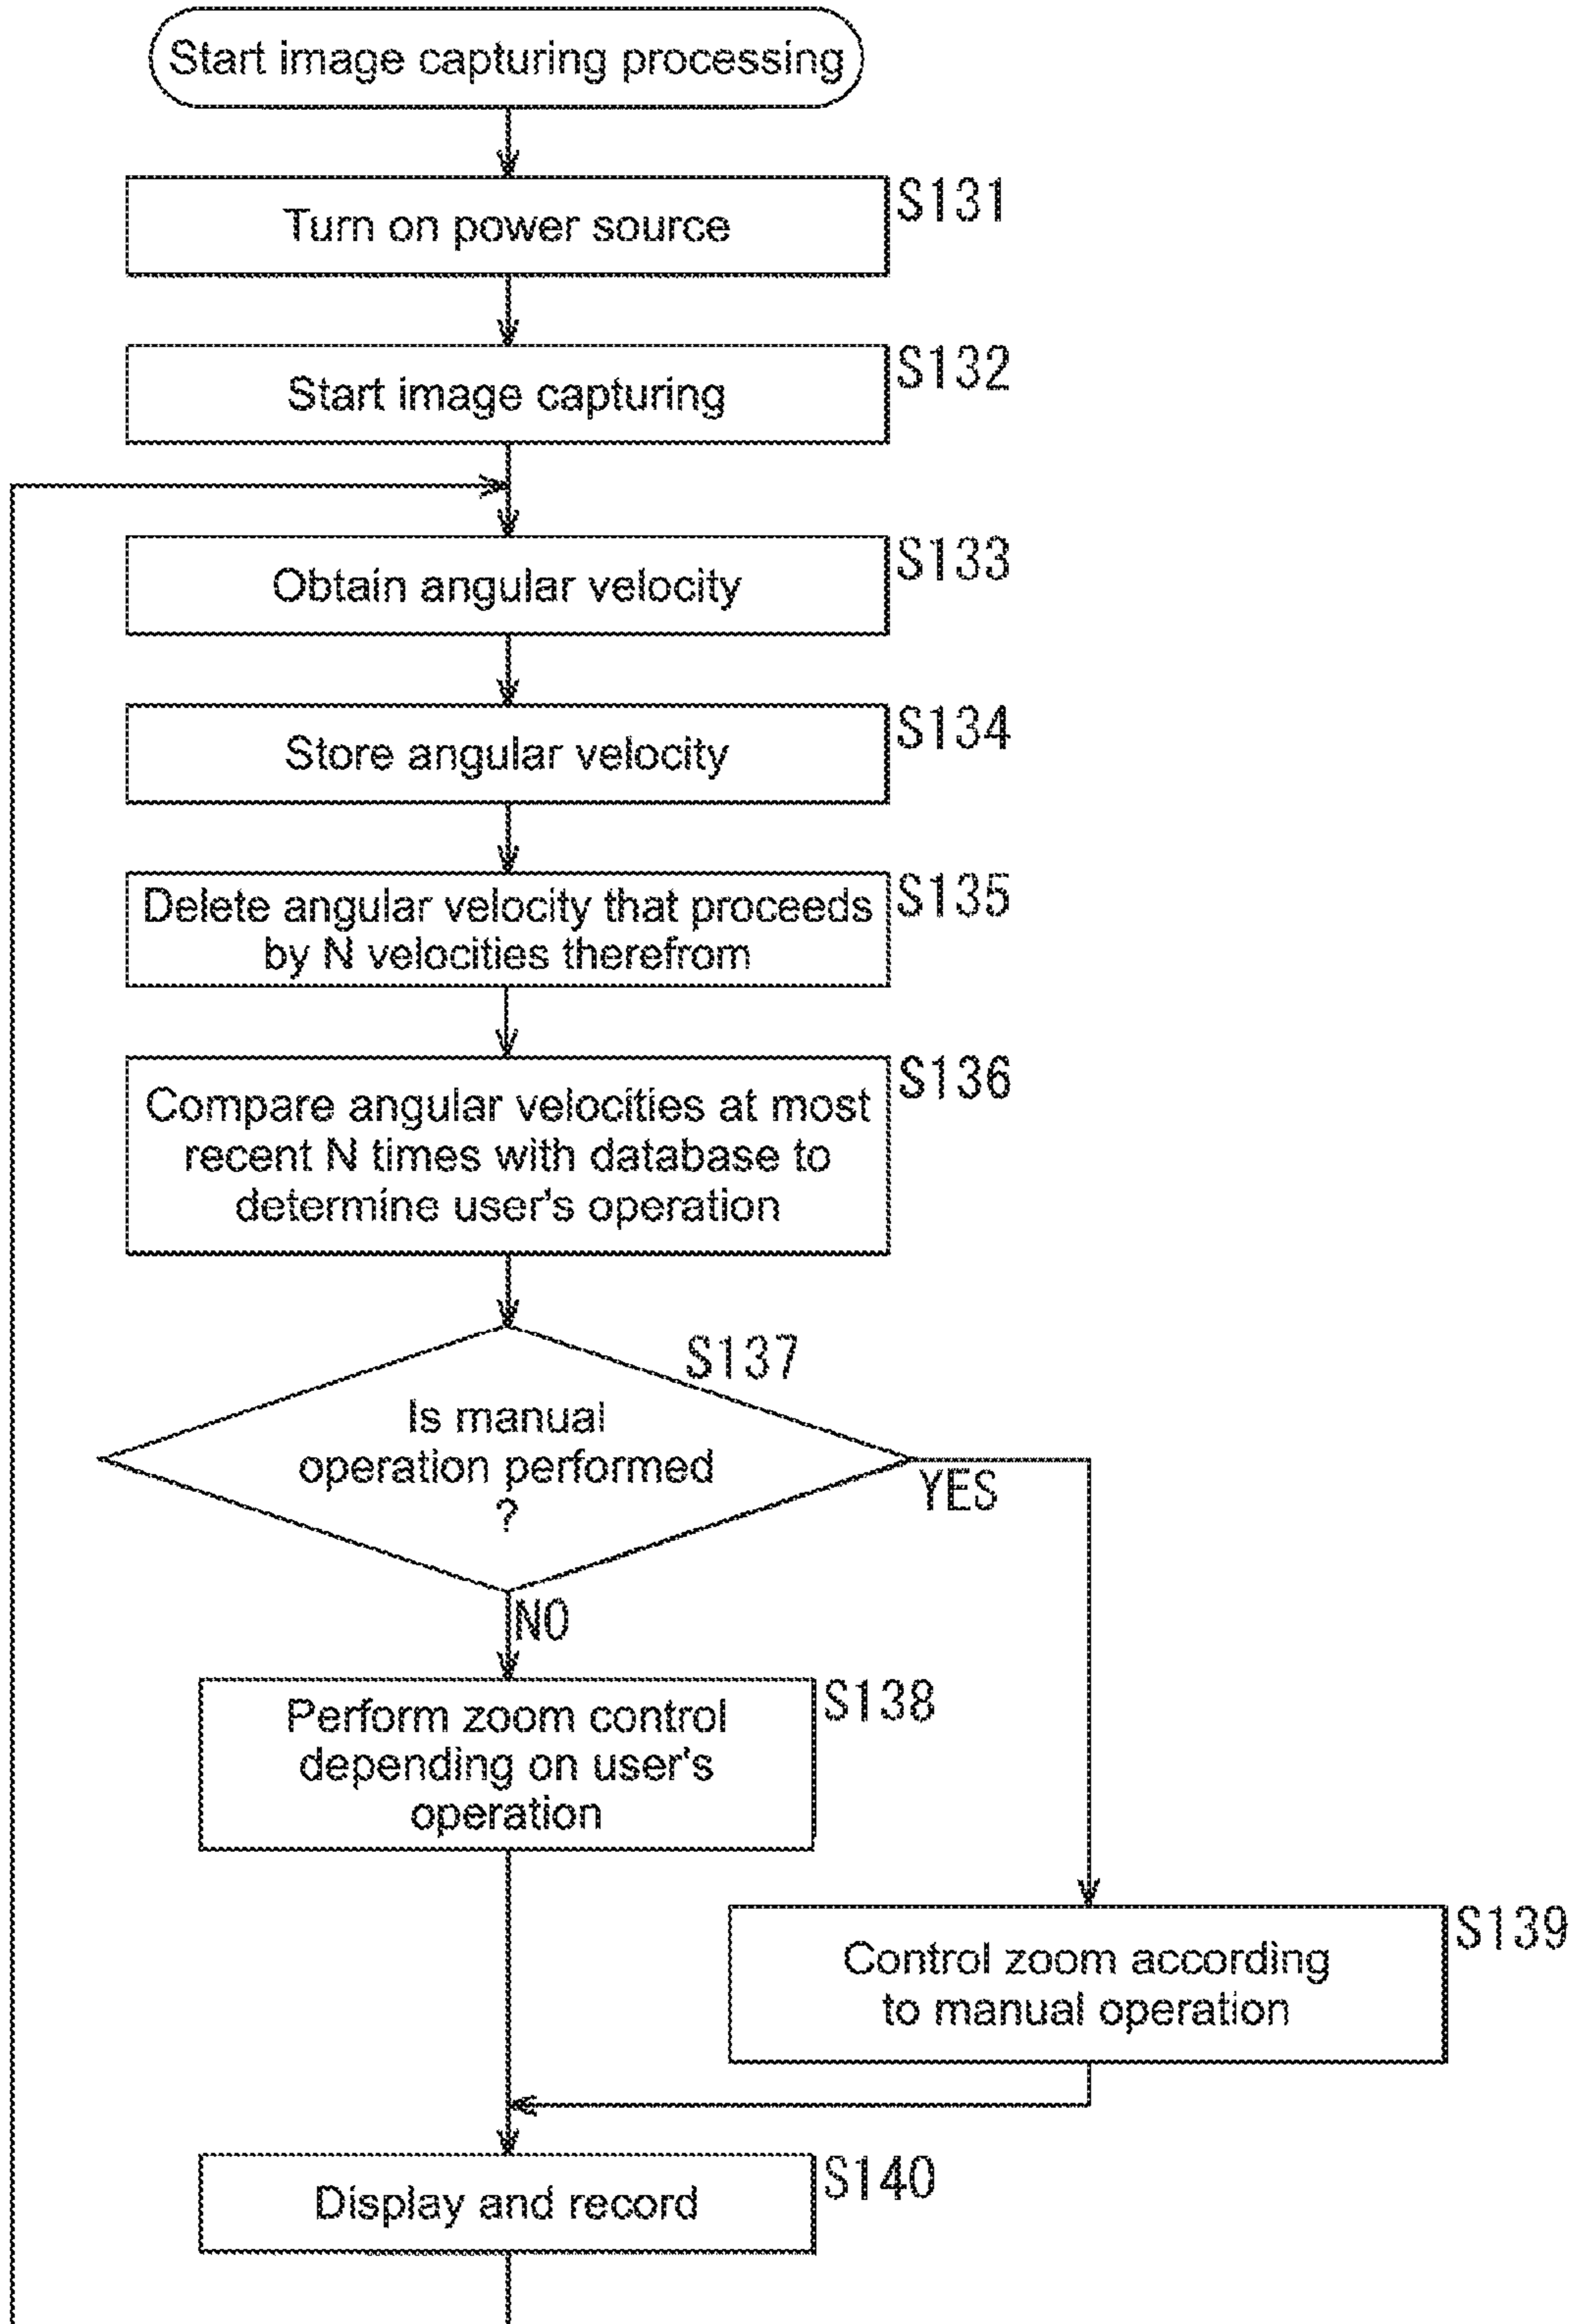 Start image capturing processing
S131
Turn on power source
S132
Start image capturing
S133
Obtain angular velocity
S134
Store angular velocity
S135
Delete angular velocity that proceeds
by N velocities therefrom
S136
Compare angular velocities at most
recent N times with database to
determine user's operation
S137
Is manual
operation performed
?
YES
NO
S138
Perform zoom control
depending on user's
operation
S139
Control zoom according
to manual operation
S140
Display and record